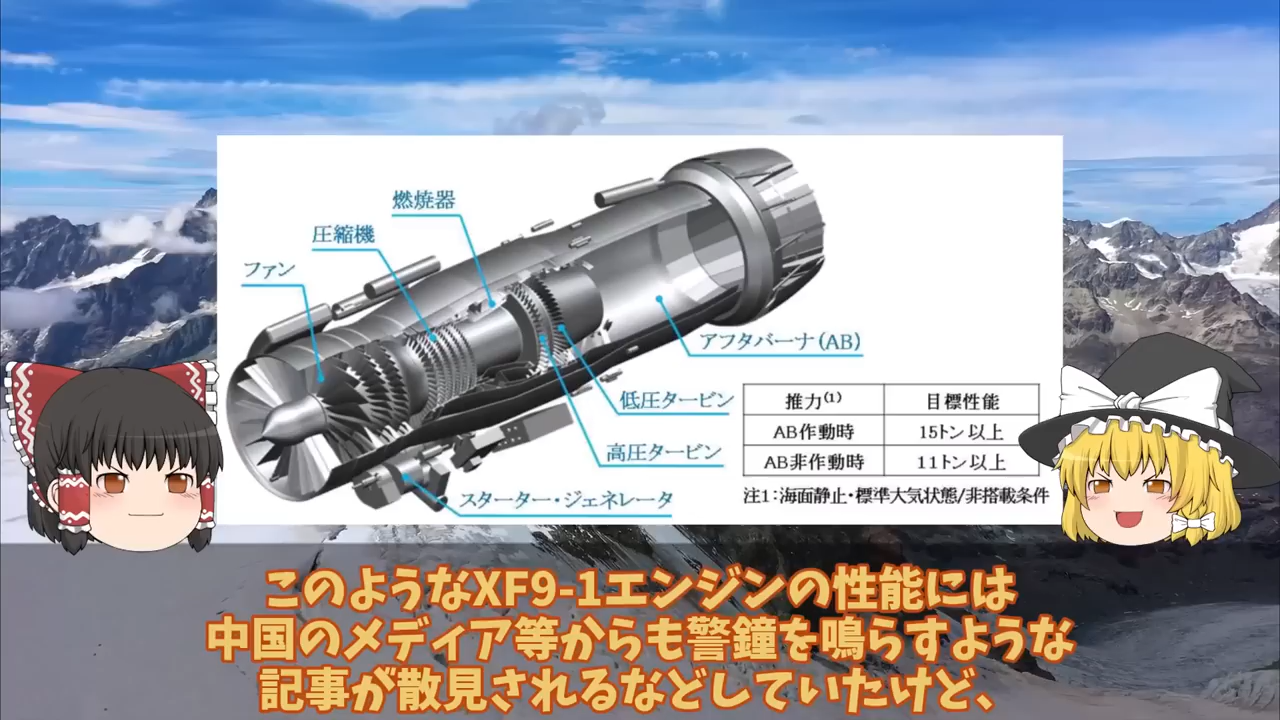 燃焼器
圧縮機
ファン
アフタバーナ(AB)
低圧タービン
高圧タービン
スターター・ジェネレータ
推力(1) 目標性能
AB作動時 15トン以上
AB非作動時 11トン以上
注1:海面静止・標準大気状態/非搭載条件
このようなXF9-1エンジンの性能には
中国のメディア等からも警鐘を鳴らすような
記事が散見されるなどしていたけど、